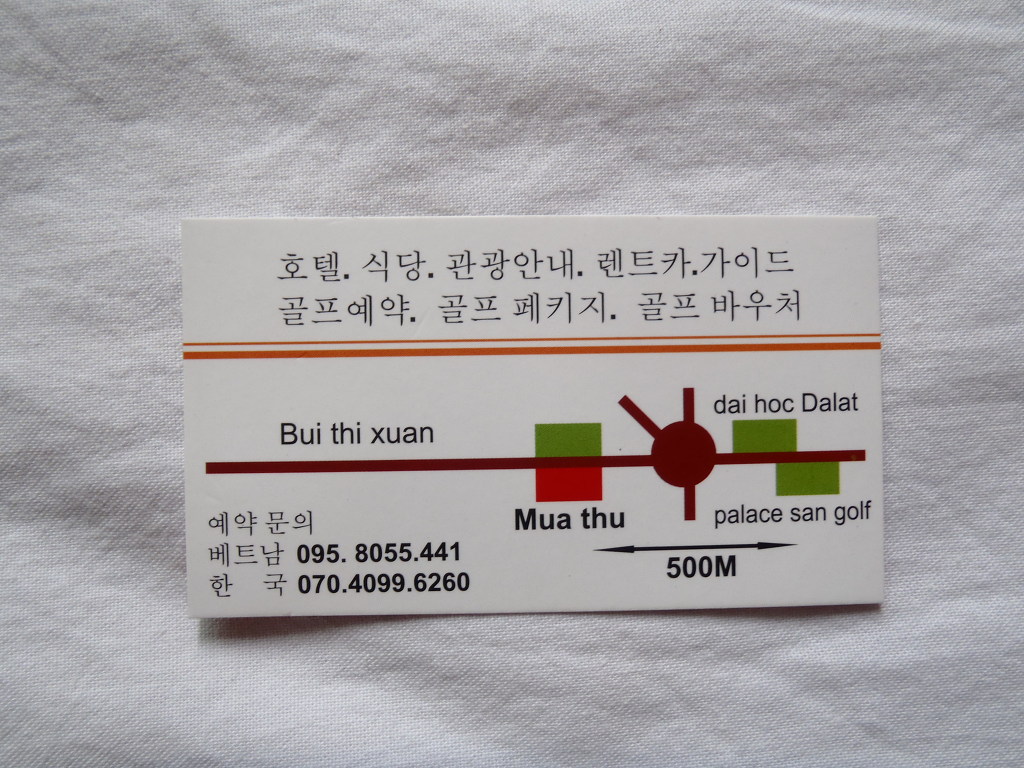 호텔. 식당. 관광안내. 렌트카.가이드
골프예약. 골프 페키지. 골프 바우처
dai hoc Dalat
Bui thi xuan
Mua thu
palace san golf
500M
예약 문의
베트남 095. 8055.441
한 국 070.4099.6260